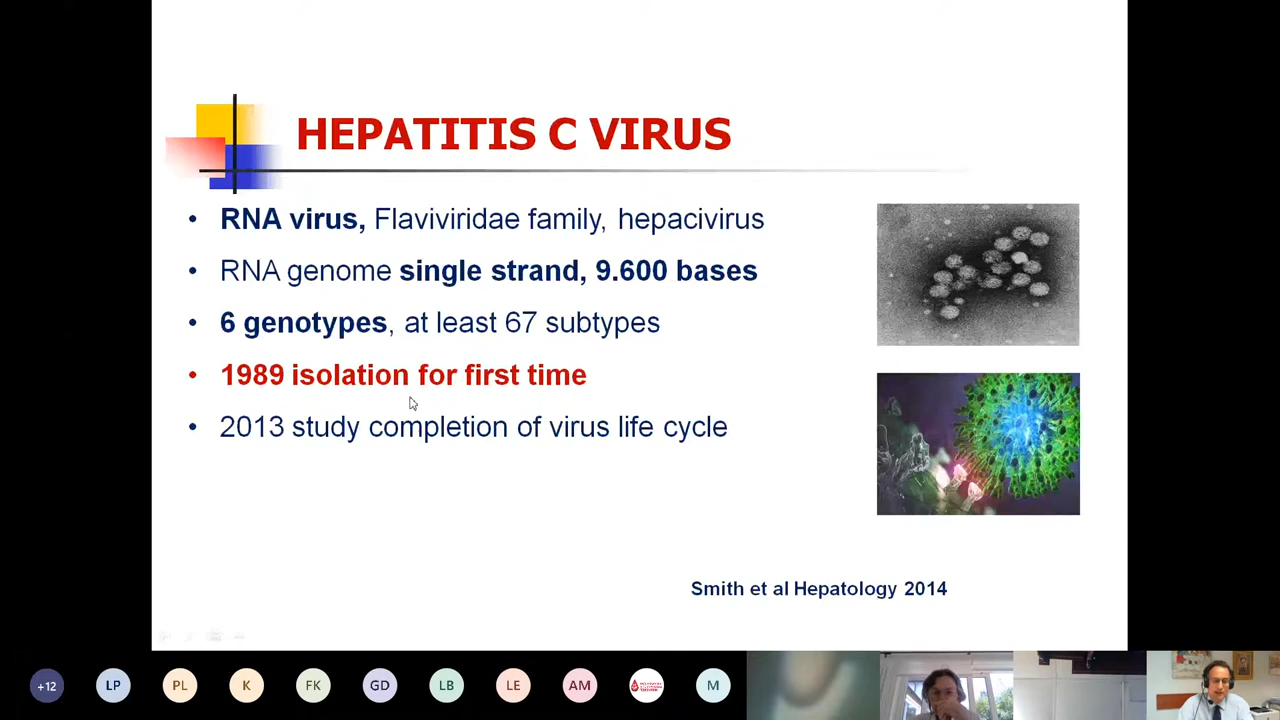 HEPATITIS C VIRUS
• RNA virus, Flaviviridae family, hepacivirus
• RNA genome single strand, 9.600 bases
• 6 genotypes, at least 67 subtypes
• 1989 isolation for first time
• 2013 study completion of virus life cycle
Smith et al Hepatology 2014
+12 LP PL K FK GD LB LE AM M